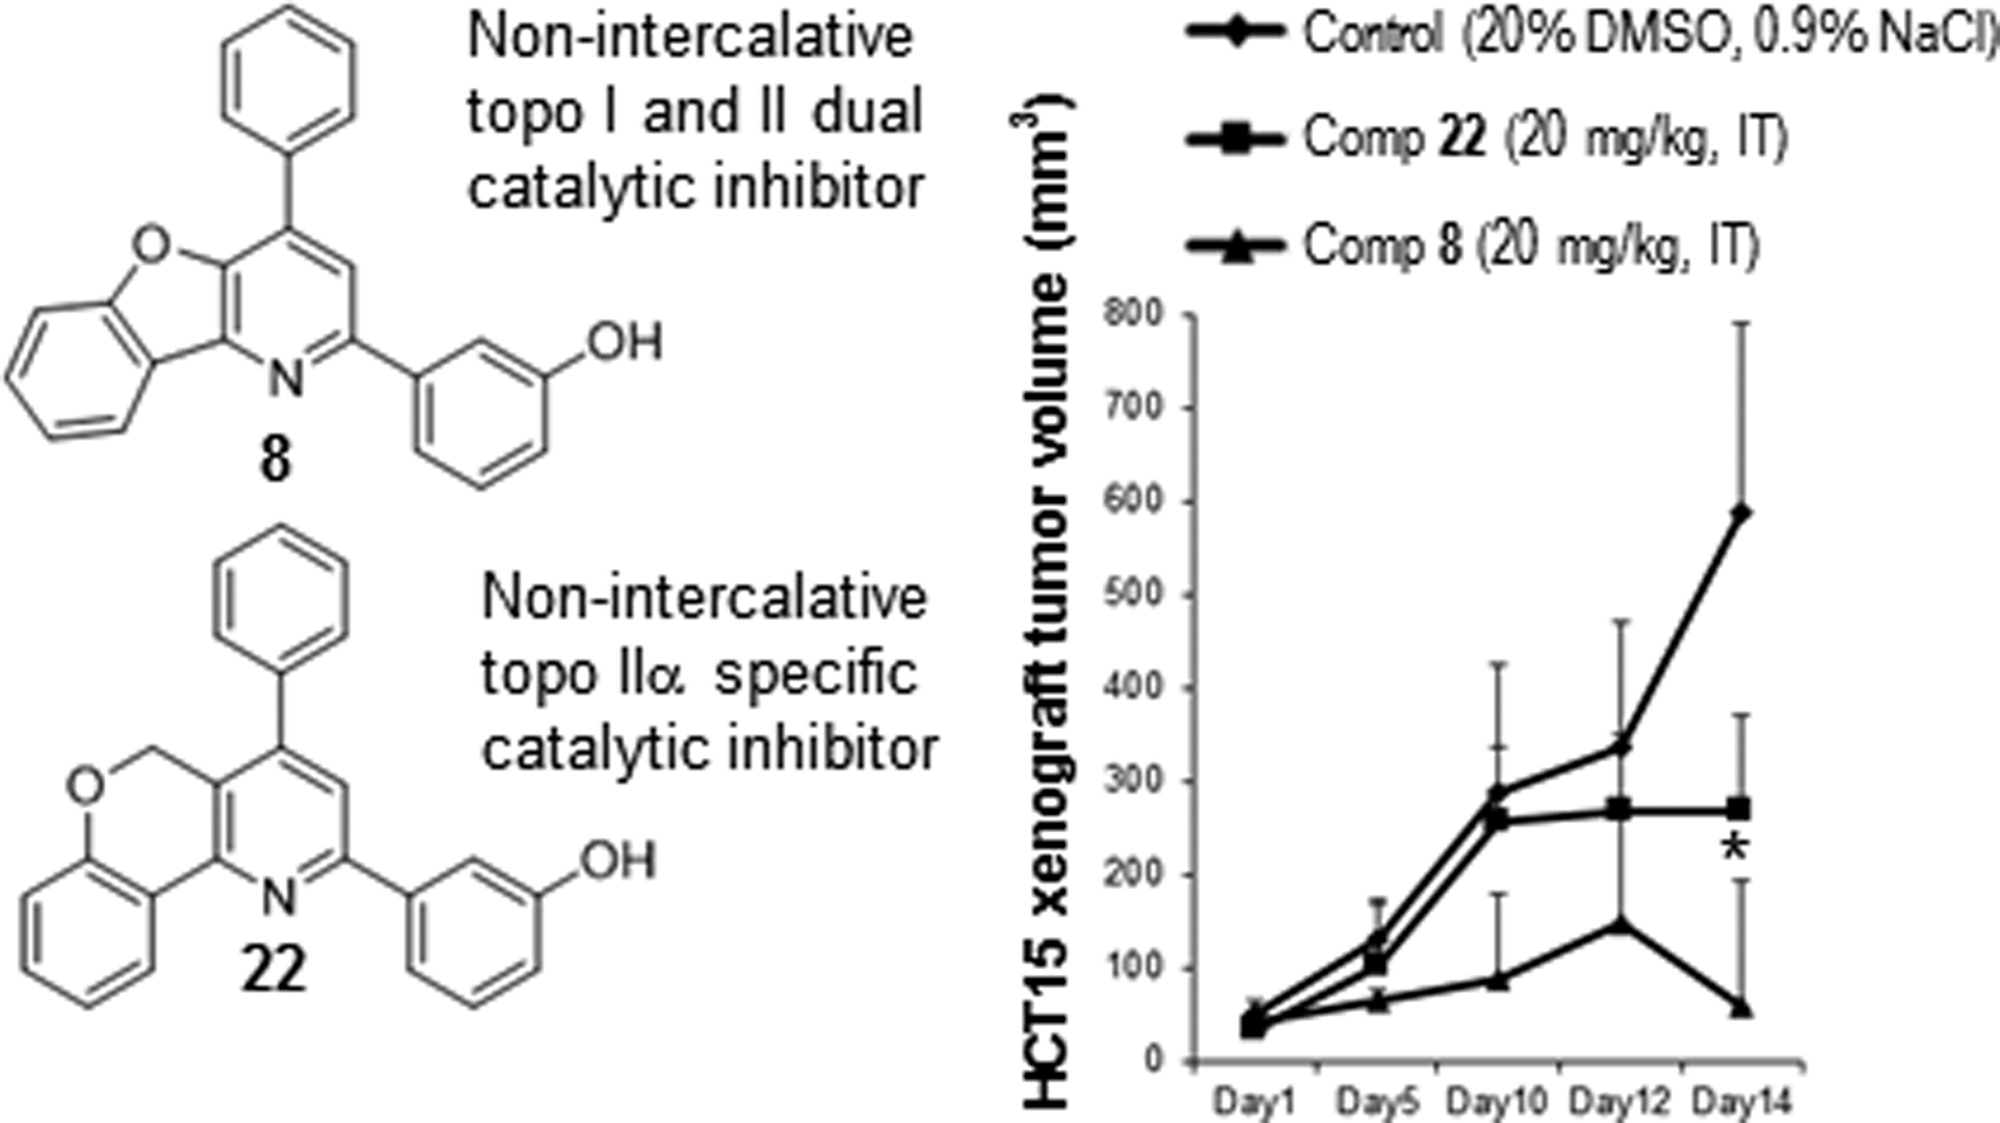 Non-intercalative
topo I and II dual
catalytic inhibitor
O
N
OH
8
Non-intercalative
topo IIα specific
catalytic inhibitor
O
N
OH
22
Control (20% DMSO, 0.9% NaCl)
Comp 22 (20 mg/kg, IT)
Comp 8 (20 mg/kg, IT)
HCT15 xenograft tumor volume (mm³)
800
700
600
500
400
300
200
100
0
*
Day1 Day5 Day10 Day12 Day14